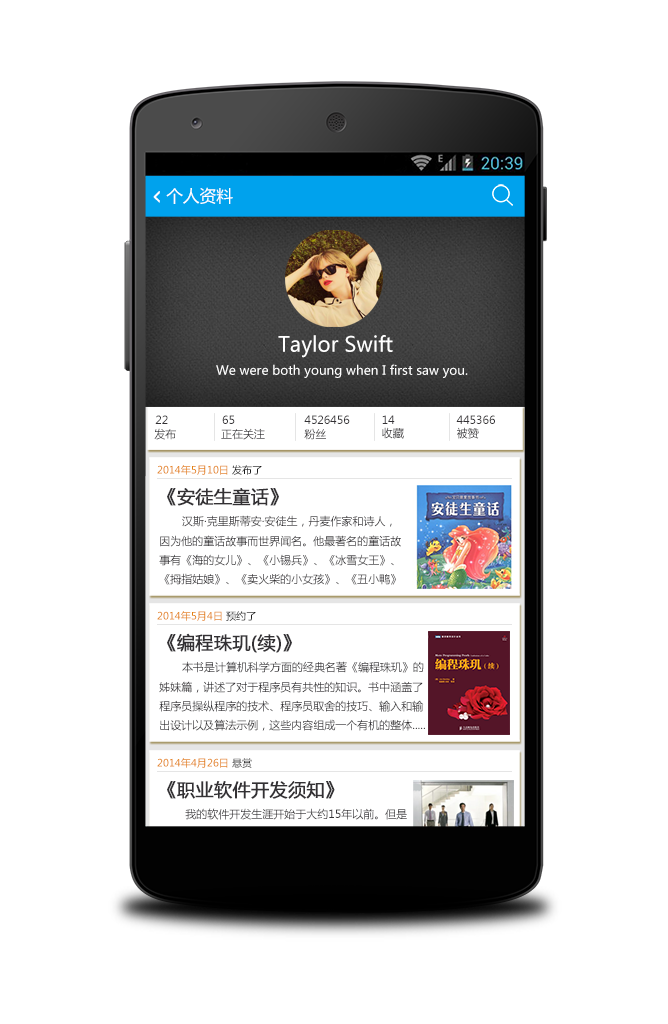 E 20:39
个人资料
Taylor Swift
We were both young when I first saw you.
22 65 4526456 14 445366
发布 正在关注 粉丝 收藏 被赞
2014年5月10日 发布了
《安徒生童话》
汉斯·克里斯蒂安·安徒生，丹麦作家和诗人，
因为他的童话故事而世界闻名。他最著名的童话故
事有《海的女儿》、《小锡兵》、《冰雪女王》、
《拇指姑娘》、《卖火柴的小女孩》、《丑小鸭》
安徒生童话
2014年5月4日 预约了
《编程珠玑(续)》
本书是计算机科学方面的经典名著《编程珠玑》的
姊妹篇，讲述了对于程序员有共性的知识。书中涵盖了
程序员操纵程序的技术、程序员取舍的技巧、输入和输
出设计以及算法示例，这些内容组成一个有机的整体.....
编程珠玑(续)
2014年4月26日 悬赏
《职业软件开发须知》
我的软件开发生涯开始于大约15年以前。但是